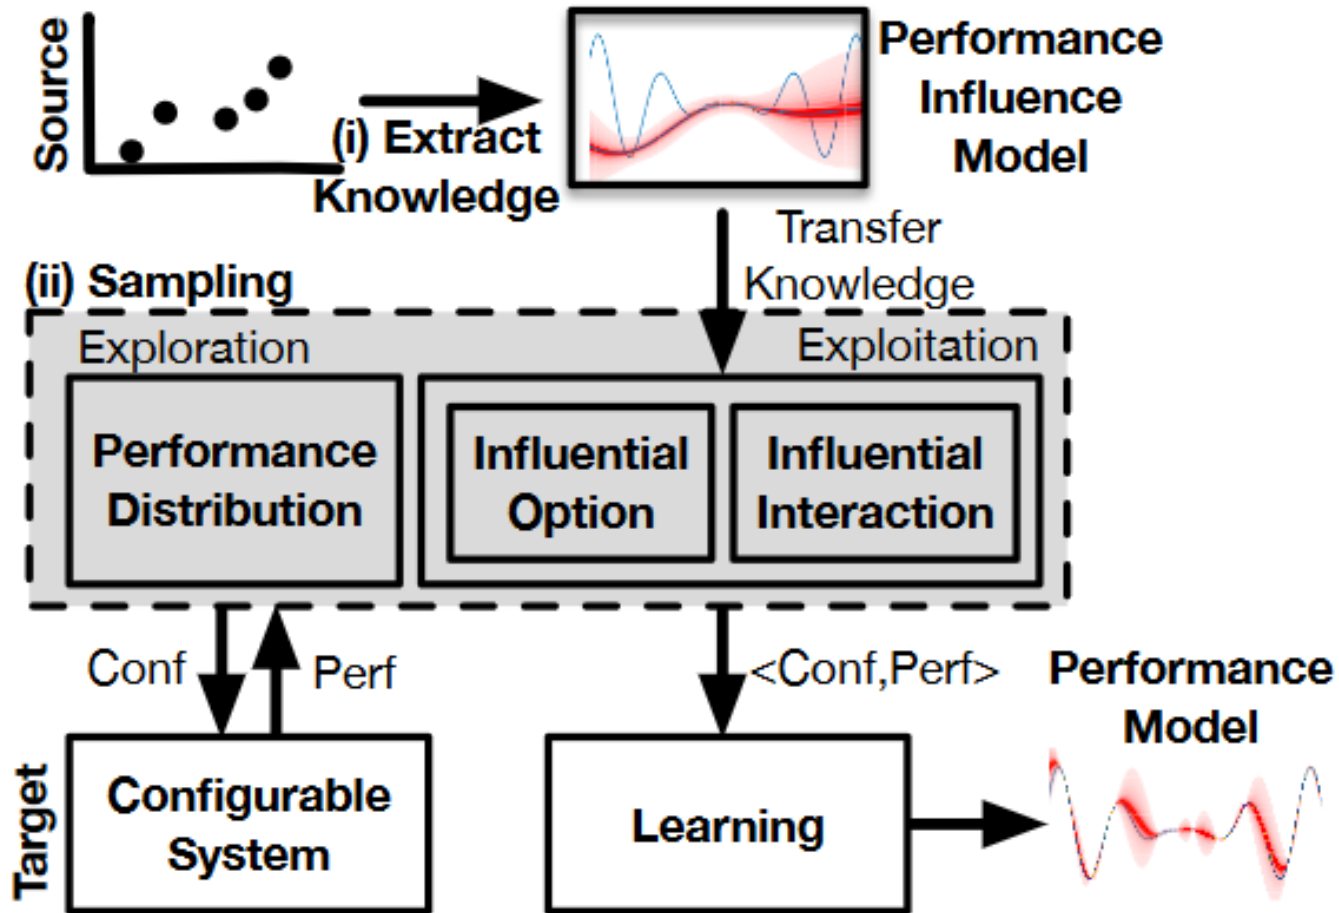 Source
(i) Extract
Knowledge
Performance
Influence
Model
Transfer
Knowledge
(ii) Sampling
Exploration
Exploitation
Performance
Distribution
Influential
Option
Influential
Interaction
Conf
Perf
<Conf,Perf>
Performance
Model
Target
Configurable
System
Learning